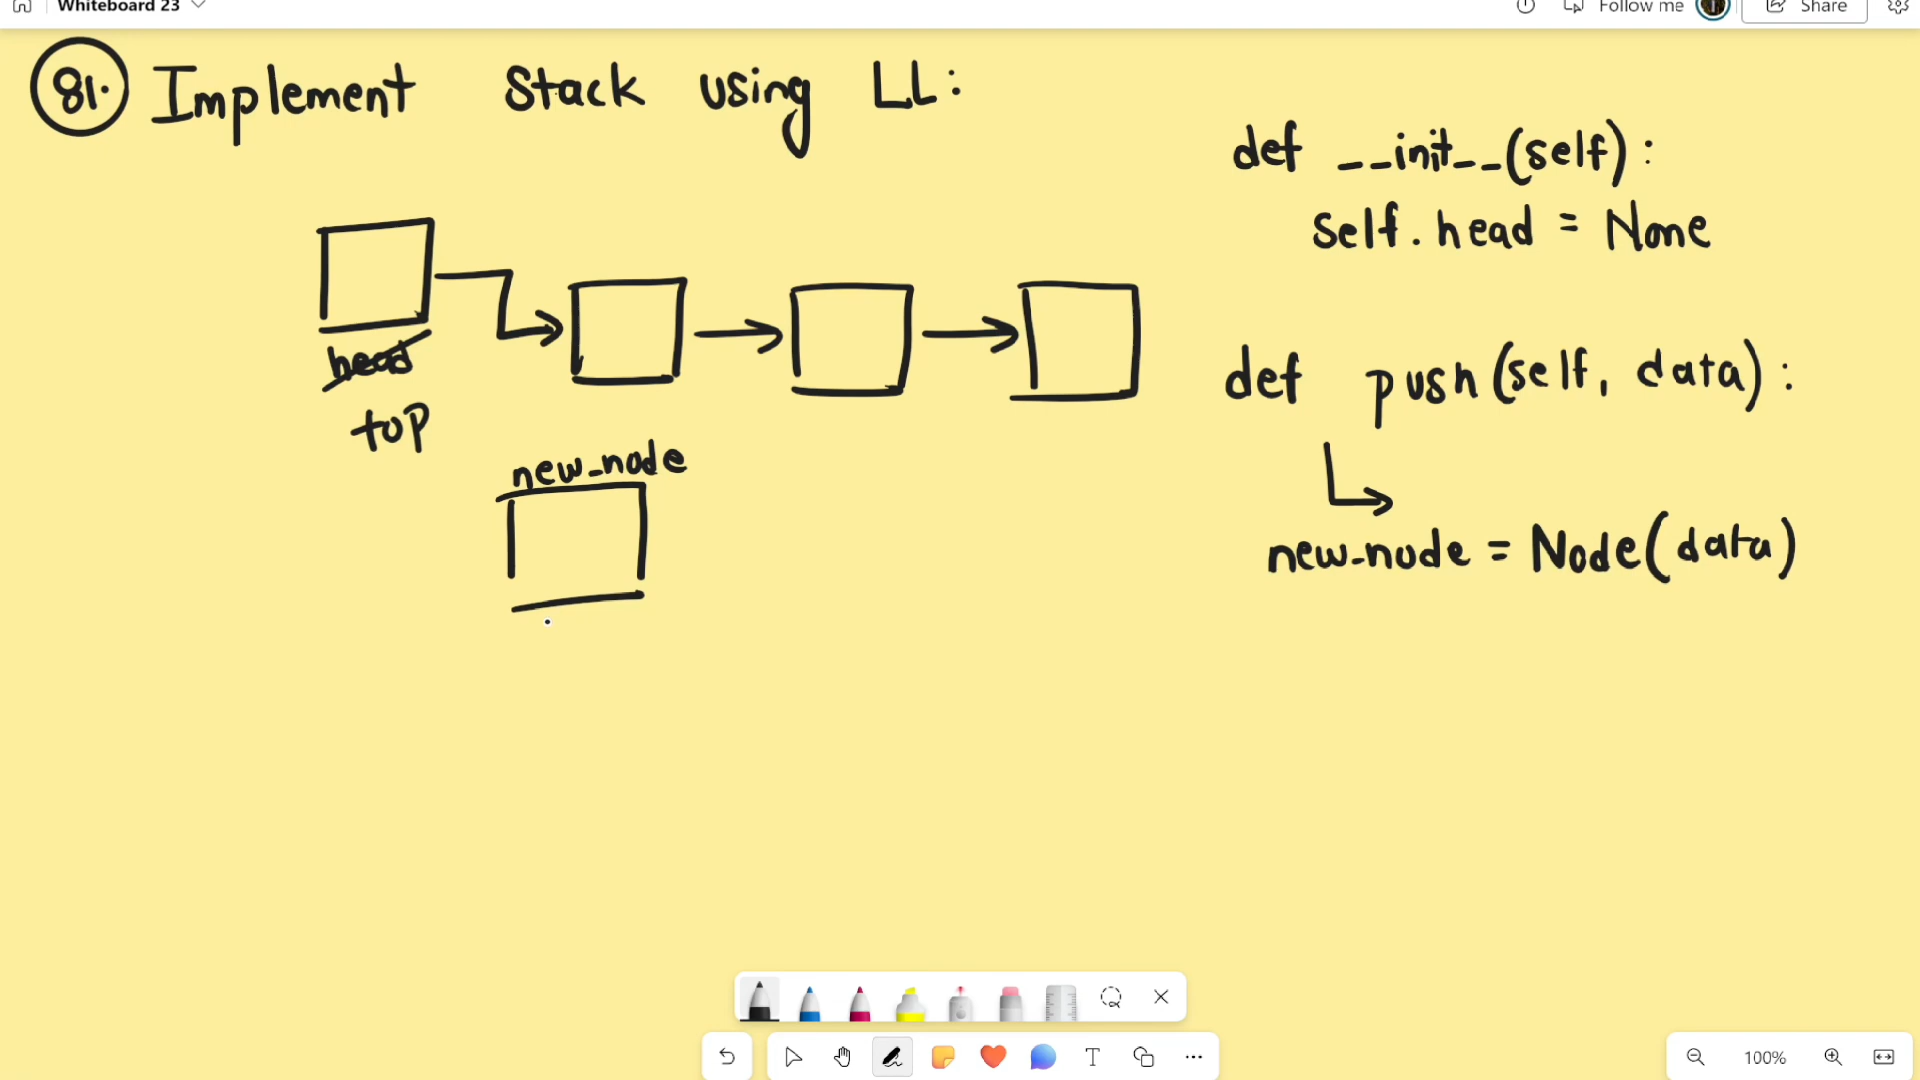 Whiteboard 23
Follow me
Share
81. Implement Stack using LL:
def __init__(self):
self.head = None
head
top
def push(self, data):
new_node
new_node = Node(data)
T
100%